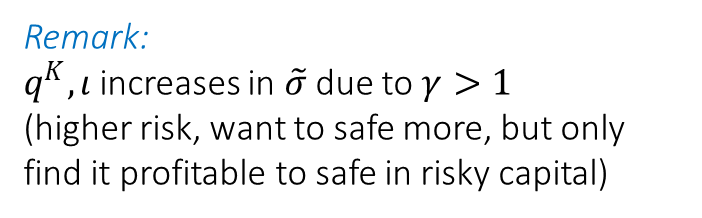 Remark:
q^K, ι increases in σ̃ due to γ > 1
(higher risk, want to safe more, but only
find it profitable to safe in risky capital)